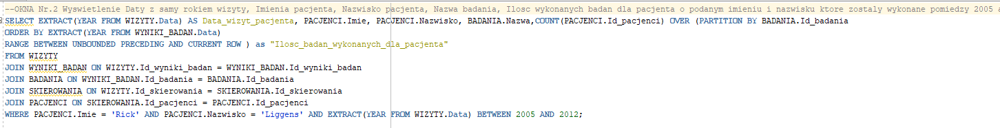 --OKNA Nr.2 Wyswietlenie Daty z samy rokiem wizyty, Imienia pacjenta, Nazwisko pacjenta, Nazwa badania, Ilosc wykonanych badan dla pacjenta o podanym imieniu i nazwisku ktore zostaly wykonane pomiedzy 2005 a
SELECT EXTRACT(YEAR FROM WIZYTY.Data) AS Data_wizyt_pacjenta, PACJENCI.Imie, PACJENCI.Nazwisko, BADANIA.Nazwa,COUNT(PACJENCI.Id_pacjenci) OVER (PARTITION BY BADANIA.Id_badania
ORDER BY EXTRACT(YEAR FROM WYNIKI_BADAN.Data)
RANGE BETWEEN UNBOUNDED PRECEDING AND CURRENT ROW ) as "Ilosc_badan_wykonanych_dla_pacjenta"
FROM WIZYTY
JOIN WYNIKI_BADAN ON WIZYTY.Id_wyniki_badan = WYNIKI_BADAN.Id_wyniki_badan
JOIN BADANIA ON WYNIKI_BADAN.Id_badania = BADANIA.Id_badania
JOIN SKIEROWANIA ON WIZYTY.Id_skierowania = SKIEROWANIA.Id_skierowania
JOIN PACJENCI ON SKIEROWANIA.Id_pacjenci = PACJENCI.Id_pacjenci
WHERE PACJENCI.Imie = 'Rick' AND PACJENCI.Nazwisko = 'Liggens' AND EXTRACT(YEAR FROM WIZYTY.Data) BETWEEN 2005 AND 2012;